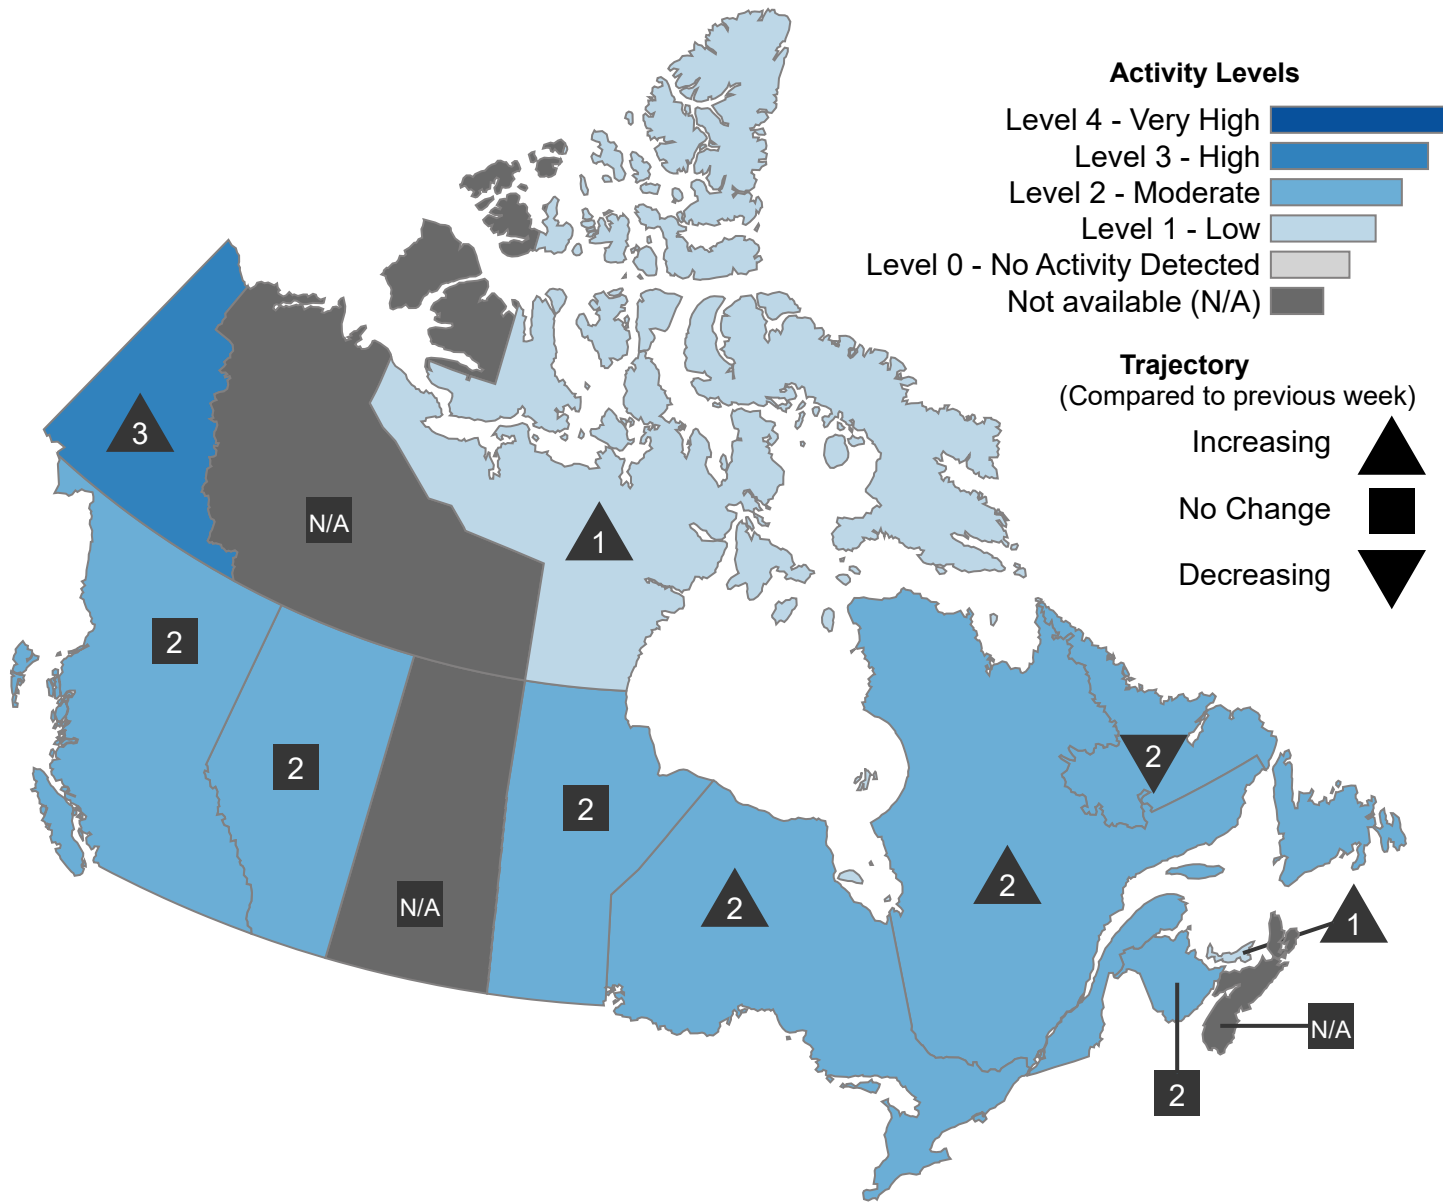 Activity Levels
Level 4 - Very High
Level 3 - High
Level 2 - Moderate
Level 1 - Low
Level 0 - No Activity Detected
Not available (N/A)
Trajectory
(Compared to previous week)
Increasing
No Change
Decreasing
3
N/A
1
2
2
2
2
N/A
2
2
1
N/A
2